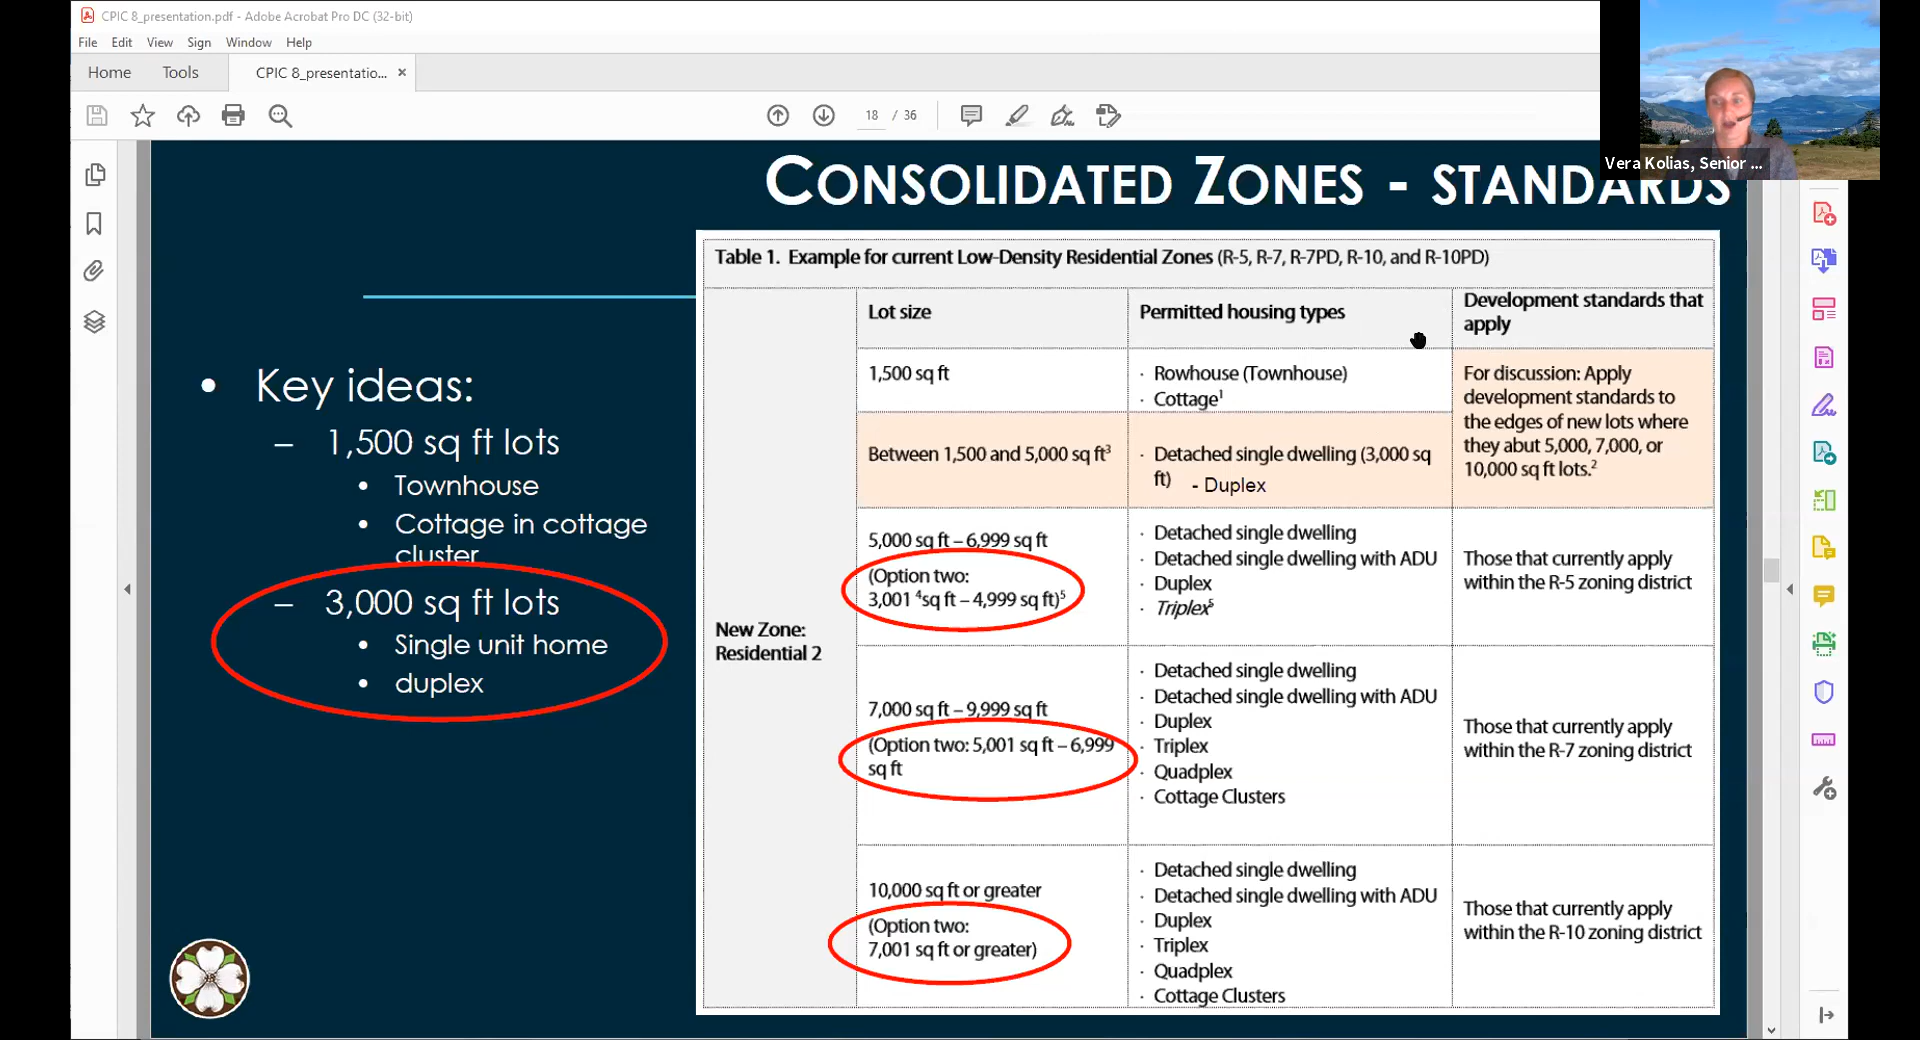 CPIC 8_presentation.pdf - Adobe Acrobat Pro DC (32-bit)
File Edit View Sign Window Help
Home Tools CPIC 8_presentatio... ×
18 / 36
Vera Kolias, Senior ...
CONSOLIDATED ZONES - STANDARDS
• Key ideas:
– 1,500 sq ft lots
• Townhouse
• Cottage in cottage
cluster
– 3,000 sq ft lots
• Single unit home
• duplex
Table 1. Example for current Low-Density Residential Zones (R-5, R-7, R-7PD, R-10, and R-10PD)
New Zone:
Residential 2
Lot size
Permitted housing types
Development standards that
apply
1,500 sq ft
· Rowhouse (Townhouse)
· Cottage¹
For discussion: Apply
development standards to
the edges of new lots where
they abut 5,000, 7,000, or
10,000 sq ft lots.²
Between 1,500 and 5,000 sq ft³
· Detached single dwelling (3,000 sq
ft) - Duplex
5,000 sq ft – 6,999 sq ft
(Option two:
3,001 ⁴sq ft – 4,999 sq ft)⁵
· Detached single dwelling
· Detached single dwelling with ADU
· Duplex
· Triplex⁵
Those that currently apply
within the R-5 zoning district
7,000 sq ft – 9,999 sq ft
(Option two: 5,001 sq ft – 6,999
sq ft
· Detached single dwelling
· Detached single dwelling with ADU
· Duplex
· Triplex
· Quadplex
· Cottage Clusters
Those that currently apply
within the R-7 zoning district
10,000 sq ft or greater
(Option two:
7,001 sq ft or greater)
· Detached single dwelling
· Detached single dwelling with ADU
· Duplex
· Triplex
· Quadplex
· Cottage Clusters
Those that currently apply
within the R-10 zoning district